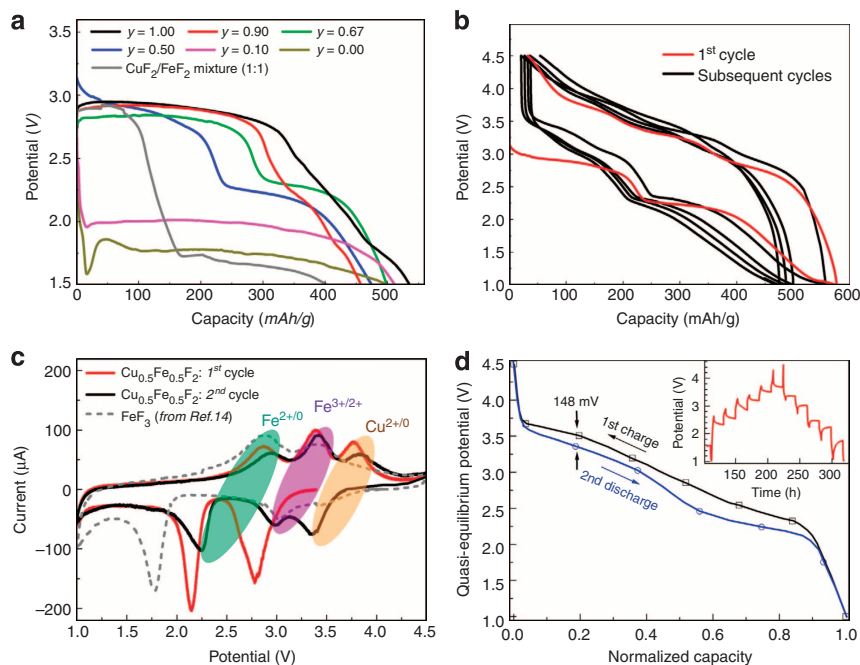 a
3.5
3.0
2.5
2.0
1.5
Potential (V)
y = 1.00 y = 0.90 y = 0.67
y = 0.50 y = 0.10 y = 0.00
CuF₂/FeF₂ mixture (1:1)
0 100 200 300 400 500
Capacity (mAh/g)
b
4.5
4.0
3.5
3.0
2.5
2.0
1.5
1.0
Potential (V)
1st cycle
Subsequent cycles
0 100 200 300 400 500 600
Capacity (mAh/g)
c
200
100
0
−100
−200
Current (μA)
Cu₀.₅Fe₀.₅F₂: 1st cycle
Cu₀.₅Fe₀.₅F₂: 2nd cycle
FeF₃ (from Ref.14)
Fe²⁺/⁰
Fe³⁺/²⁺
Cu²⁺/⁰
1.0 1.5 2.0 2.5 3.0 3.5 4.0 4.5
Potential (V)
d
4.5
4.0
3.5
3.0
2.5
2.0
1.5
1.0
Quasi-equilibrium potential (V)
148 mV
1st charge
2nd discharge
Potential (V)
4
3
2
1
150 200 250 300
Time (h)
0.0 0.2 0.4 0.6 0.8 1.0
Normalized capacity